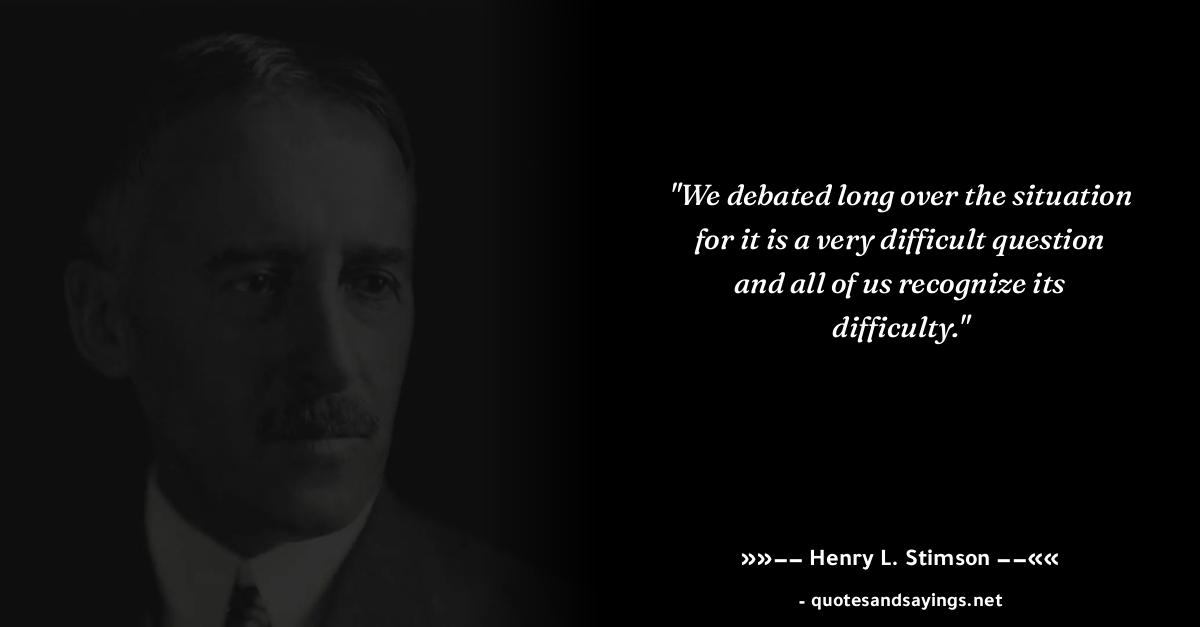 "We debated long over the situation
for it is a very difficult question
and all of us recognize its
difficulty."
»»−− Henry L. Stimson −−««
- quotesandsayings.net